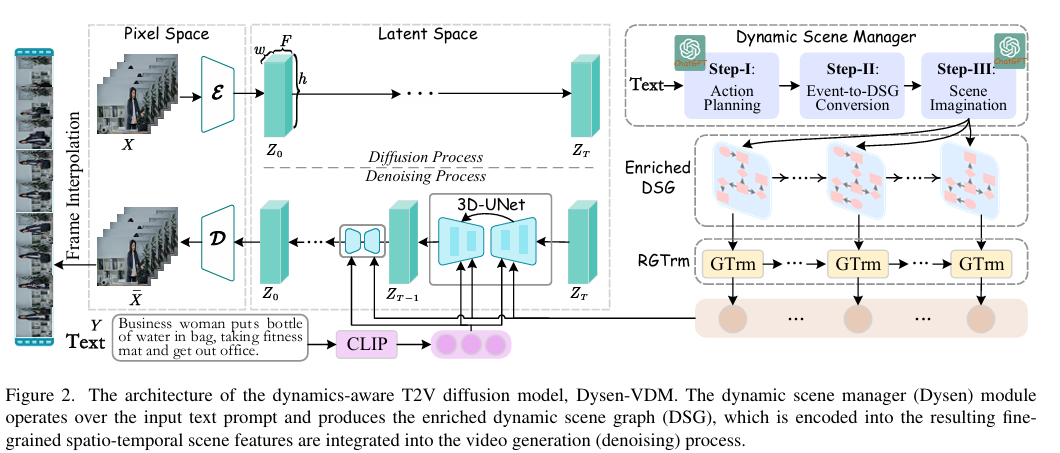 Pixel Space
Latent Space
Dynamic Scene Manager
Frame Interpolation
X
ℰ
w
F
h
Z₀
Z_T
Diffusion Process
Denoising Process
Text
ChatGPT
Step-I:
Action
Planning
Step-II:
Event-to-DSG
Conversion
ChatGPT
Step-III:
Scene
Imagination
Enriched
DSG
RGTrm
GTrm
GTrm
GTrm
3D-UNet
X̄
𝒟
Z₀
Z_{T−1}
Z_T
Y
Text
Business woman puts bottle
of water in bag, taking fitness
mat and get out office.
CLIP
Figure 2. The architecture of the dynamics-aware T2V diffusion model, Dysen-VDM. The dynamic scene manager (Dysen) module
operates over the input text prompt and produces the enriched dynamic scene graph (DSG), which is encoded into the resulting fine-
grained spatio-temporal scene features are integrated into the video generation (denoising) process.